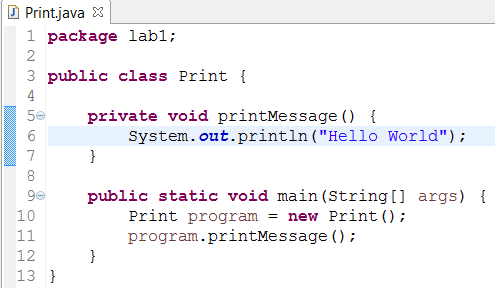 Print.java
1 package lab1;
2
3 public class Print {
4
5     private void printMessage() {
6         System.out.println("Hello World");
7     }
8
9     public static void main(String[] args) {
10         Print program = new Print();
11         program.printMessage();
12     }
13 }